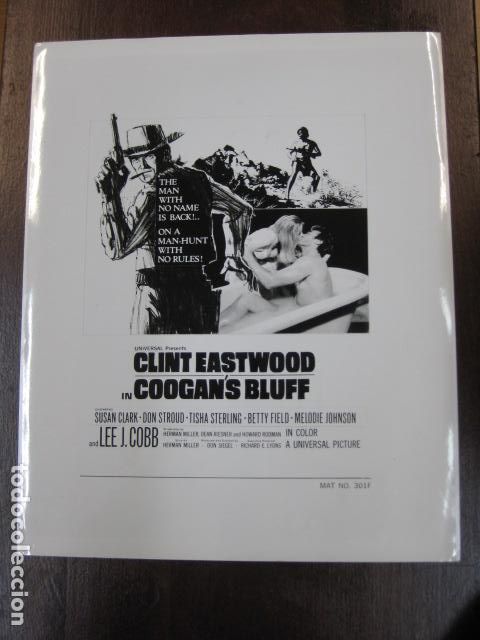 THE
MAN
WITH
NO NAME
IS BACK!..
ON A
MAN-HUNT
WITH
NO RULES!
UNIVERSAL Presents
CLINT EASTWOOD
IN COOGAN'S BLUFF
SUSAN CLARK · DON STROUD · TISHA STERLING · BETTY FIELD · MELODIE JOHNSON
and LEE J. COBB
HERMAN MILLER, DEAN RIESNER and HOWARD RODMAN IN COLOR
HERMAN MILLER DON SIEGEL RICHARD E. LYONS A UNIVERSAL PICTURE
MAT NO. 301F
todocoleccion.net
todocoleccion